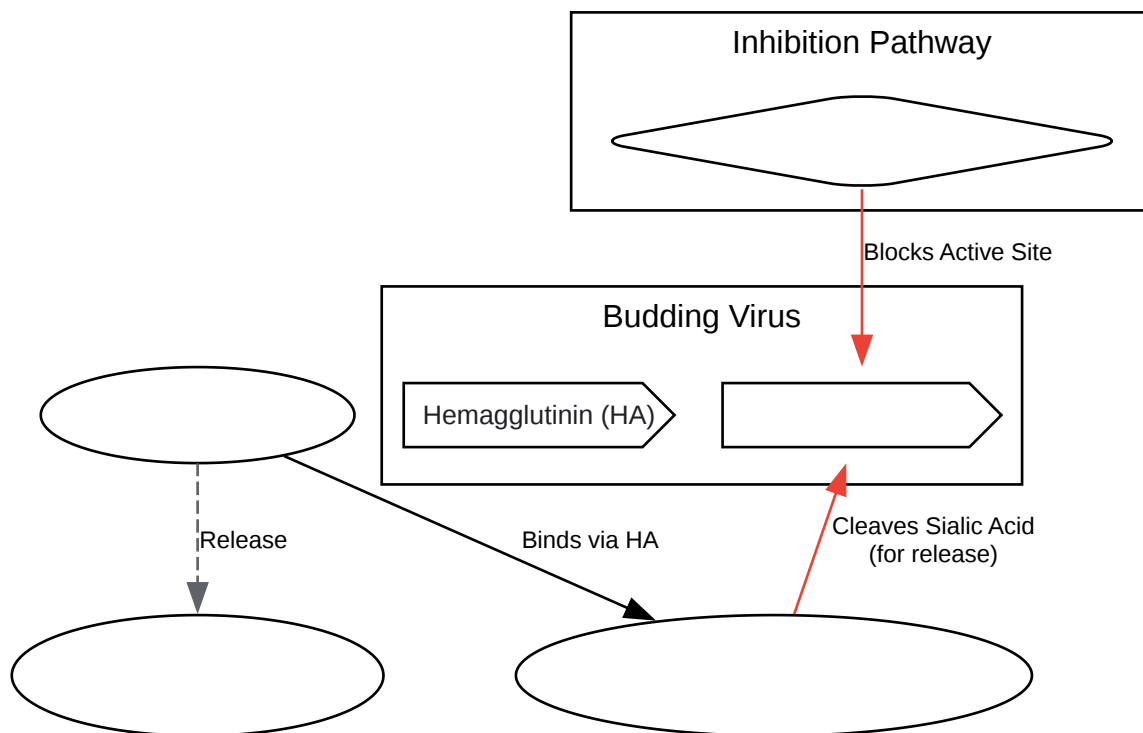 Inhibition Pathway
Blocks Active Site
Budding Virus
Hemagglutinin (HA)
Release
Binds via HA
Cleaves Sialic Acid
(for release)